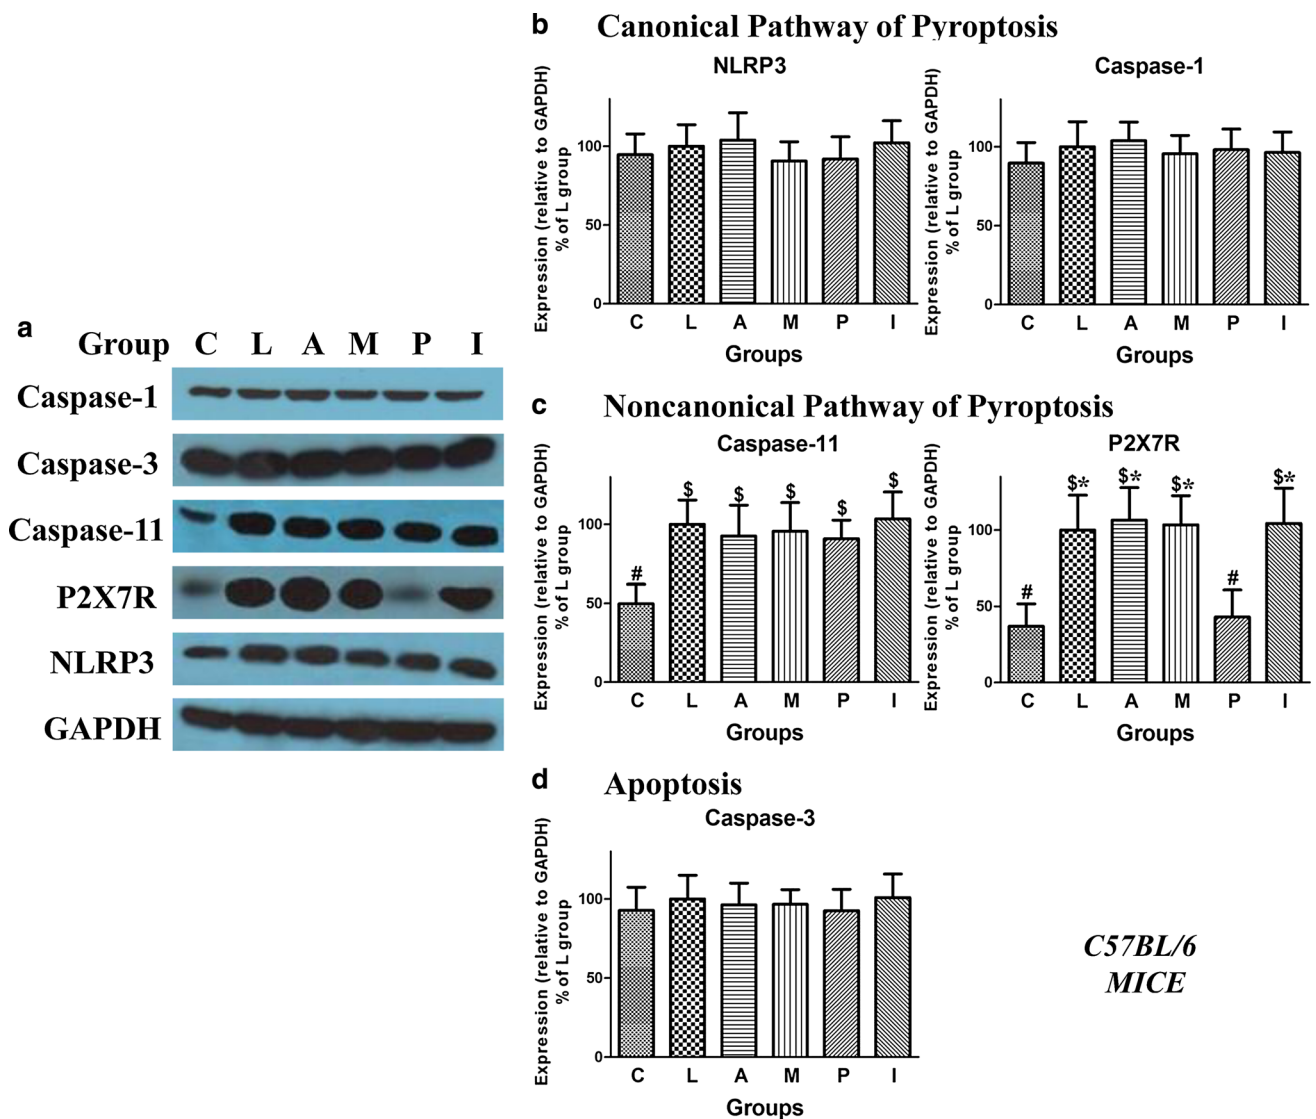 a
Group C L A M P I
Caspase-1
Caspase-3
Caspase-11
P2X7R
NLRP3
GAPDH
b Canonical Pathway of Pyroptosis
NLRP3
Expression (relative to GAPDH)
% of L group
100
50
0
C L A M P I
Groups
Caspase-1
Expression (relative to GAPDH)
% of L group
100
50
0
C L A M P I
Groups
c Noncanonical Pathway of Pyroptosis
Caspase-11
Expression (relative to GAPDH)
% of L group
100
50
0
# $ $ $ $ $
C L A M P I
Groups
P2X7R
Expression (relative to GAPDH)
% of L group
100
50
0
# $* $* $* # $*
C L A M P I
Groups
d Apoptosis
Caspase-3
Expression (relative to GAPDH)
% of L group
100
50
0
C L A M P I
Groups
C57BL/6
MICE